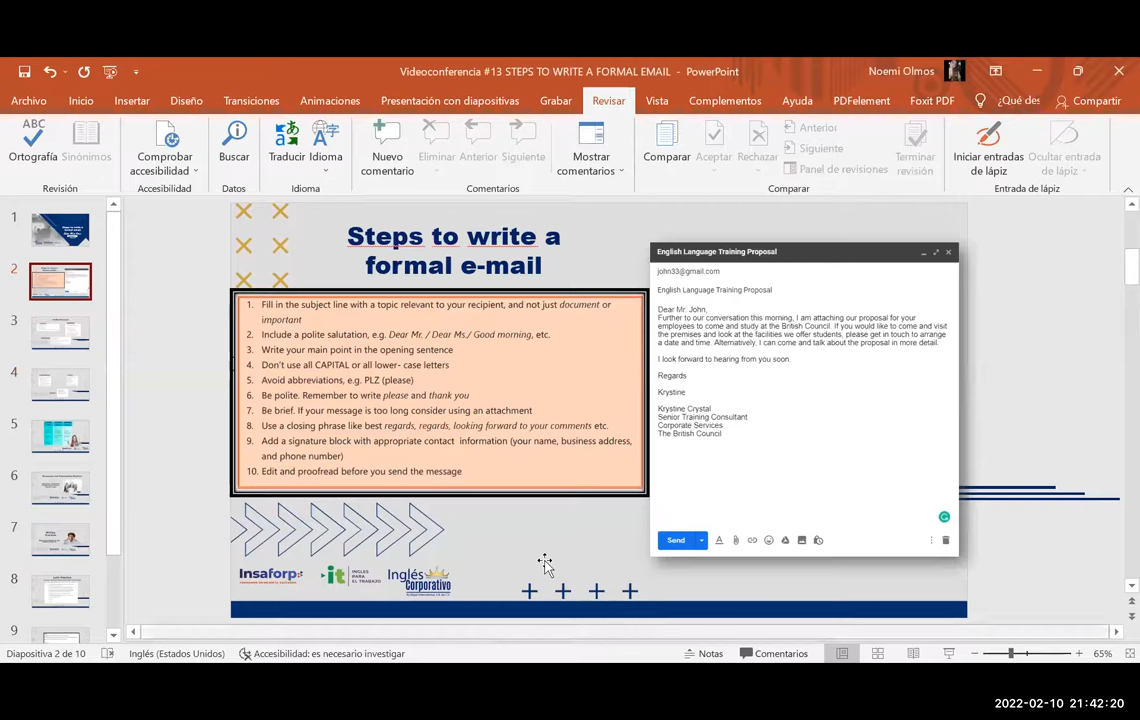 Videoconferencia #13 STEPS TO WRITE A FORMAL EMAIL - PowerPoint
Noemi Olmos
Archivo Inicio Insertar Diseño Transiciones Animaciones Presentación con diapositivas Grabar Revisar Vista Complementos Ayuda PDFelement Foxit PDF ¿Qué des Compartir
ABC
Ortografía Sinónimos
Revisión
Comprobar
accesibilidad
Accesibilidad
Buscar
Datos
Traducir Idioma
Idioma
Nuevo
comentario
Eliminar Anterior Siguiente
Mostrar
comentarios
Comentarios
Comparar Aceptar Rechazar
Anterior
Siguiente
Panel de revisiones
Terminar
revisión
Comparar
Iniciar entradas
de lápiz
Ocultar entrada
de lápiz
Entrada de lápiz
1
2
3
4
5
6
7
8
9
Steps to write a
formal e-mail
1. Fill in the subject line with a topic relevant to your recipient, and not just document or
important
2. Include a polite salutation, e.g. Dear Mr. / Dear Ms./ Good morning, etc.
3. Write your main point in the opening sentence
4. Don't use all CAPITAL or all lower- case letters
5. Avoid abbreviations, e.g. PLZ (please)
6. Be polite. Remember to write please and thank you
7. Be brief. If your message is too long consider using an attachment
8. Use a closing phrase like best regards, regards, looking forward to your comments etc.
9. Add a signature block with appropriate contact information (your name, business address,
and phone number)
10. Edit and proofread before you send the message
English Language Training Proposal
john33@gmail.com
English Language Training Proposal
Dear Mr. John,
Further to our conversation this morning, I am attaching our proposal for your
employees to come and study at the British Council. If you would like to come and visit
the premises and look at the facilities we offer students, please get in touch to arrange
a date and time. Alternatively, I can come and talk about the proposal in more detail.
I look forward to hearing from you soon.
Regards
Krystine
Krystine Crystal
Senior Training Consultant
Corporate Services
The British Council
Send
Insaforp
it INGLES PARA EL TRABAJO
Inglés Corporativo
Diapositiva 2 de 10
Inglés (Estados Unidos)
Accesibilidad: es necesario investigar
Notas
Comentarios
65%
2022-02-10 21:42:20